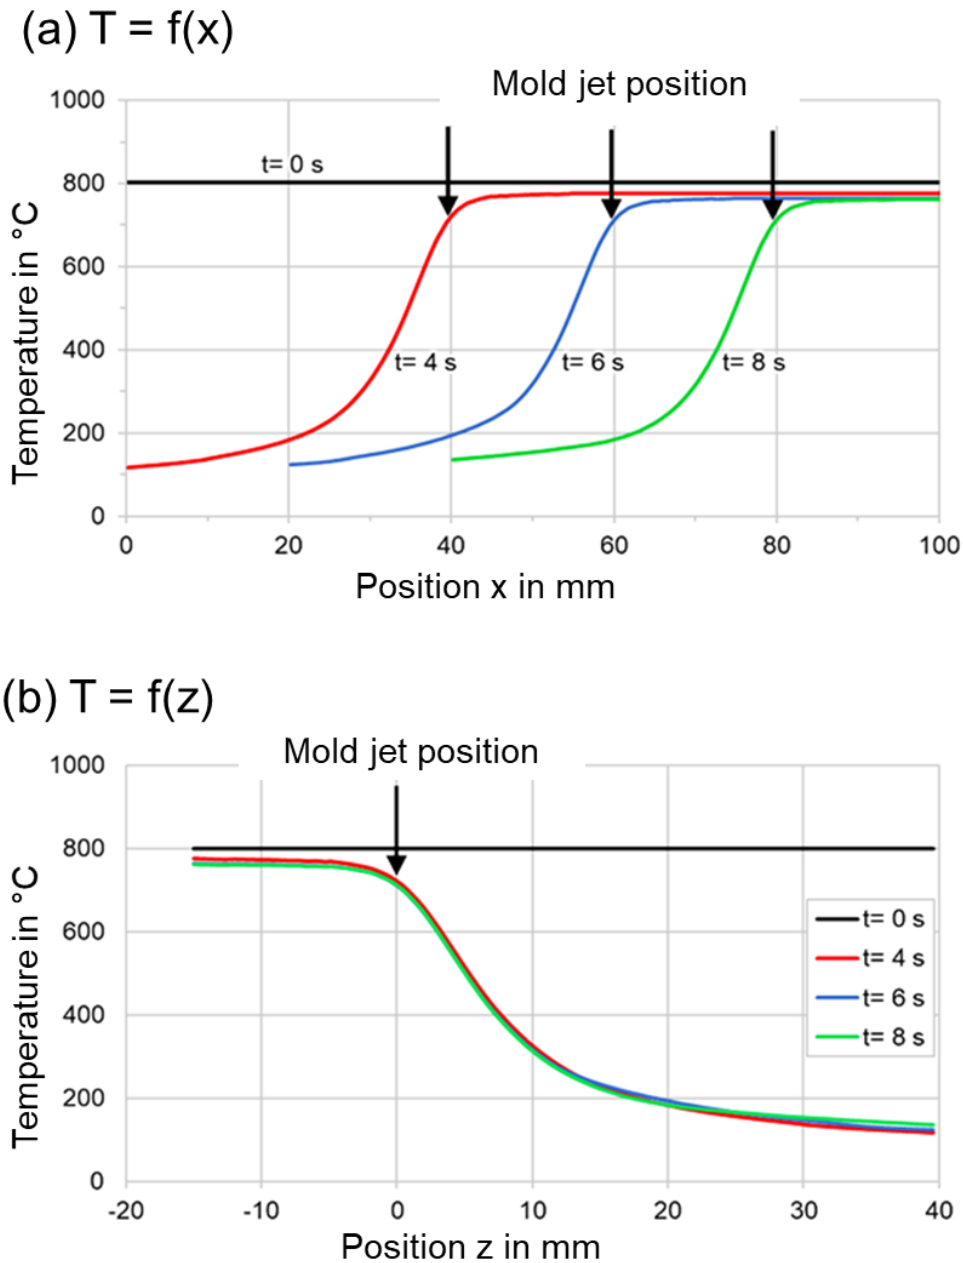 (a) T = f(x)
Mold jet position
1000
800
600
400
200
0
t= 0 s
t= 4 s
t= 6 s
t= 8 s
Temperature in °C
0 20 40 60 80 100
Position x in mm
(b) T = f(z)
Mold jet position
1000
800
600
400
200
0
Temperature in °C
t= 0 s
t= 4 s
t= 6 s
t= 8 s
-20 -10 0 10 20 30 40
Position z in mm